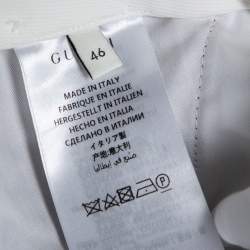 GU
46
MADE IN ITALY
FABRIQUÉ EN ITALIE
HERGESTELLT IN ITALIEN
HECHO EN ITALIA
СДЕЛАНО В ИТАЛИИ
イタリア製
产地:意大利
صنع في إيطاليا